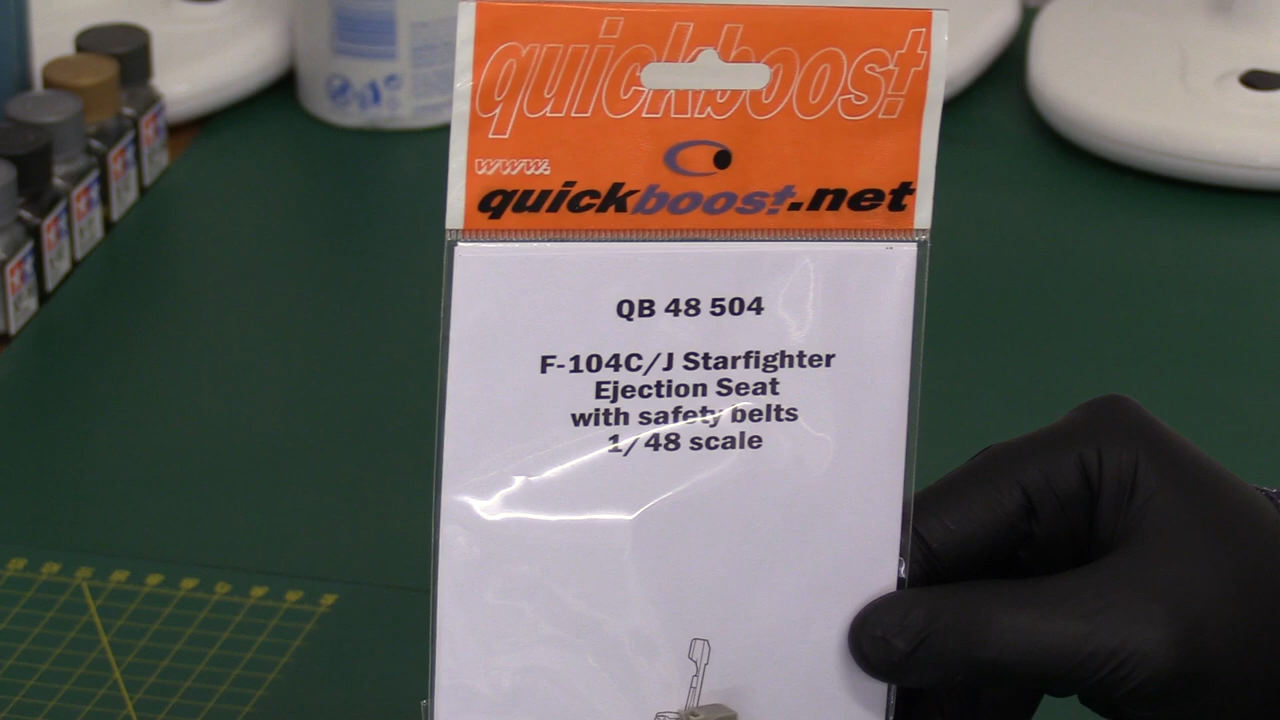 quickboost
www.
quickboost.net
QB 48 504
F-104C/J Starfighter
Ejection Seat
with safety belts
1/48 scale